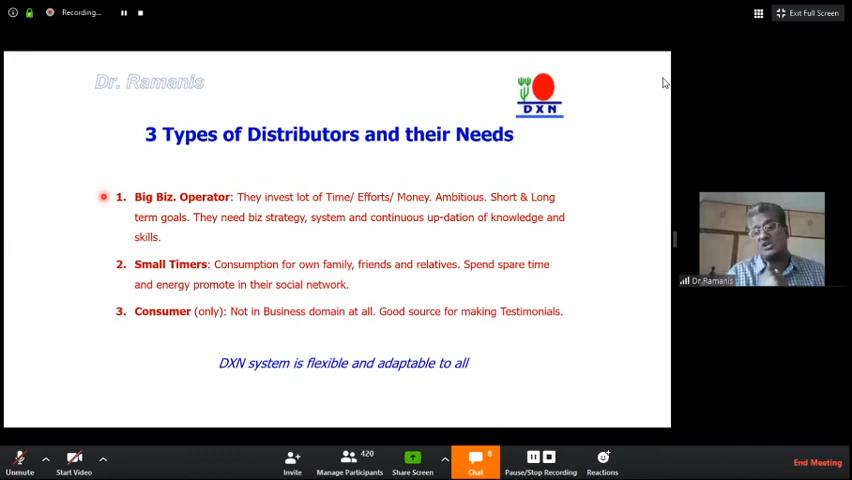 Recording...
Exit Full Screen
Dr. Ramanis
DXN
3 Types of Distributors and their Needs
1. Big Biz. Operator: They invest lot of Time/ Efforts/ Money. Ambitious. Short & Long
term goals. They need biz strategy, system and continuous up-dation of knowledge and
skills.
2. Small Timers: Consumption for own family, friends and relatives. Spend spare time
and energy promote in their social network.
3. Consumer (only): Not in Business domain at all. Good source for making Testimonials.
DXN system is flexible and adaptable to all
Dr Ramanis
Unmute
Start Video
Invite
420
Manage Participants
Share Screen
8
Chat
Pause/Stop Recording
Reactions
End Meeting